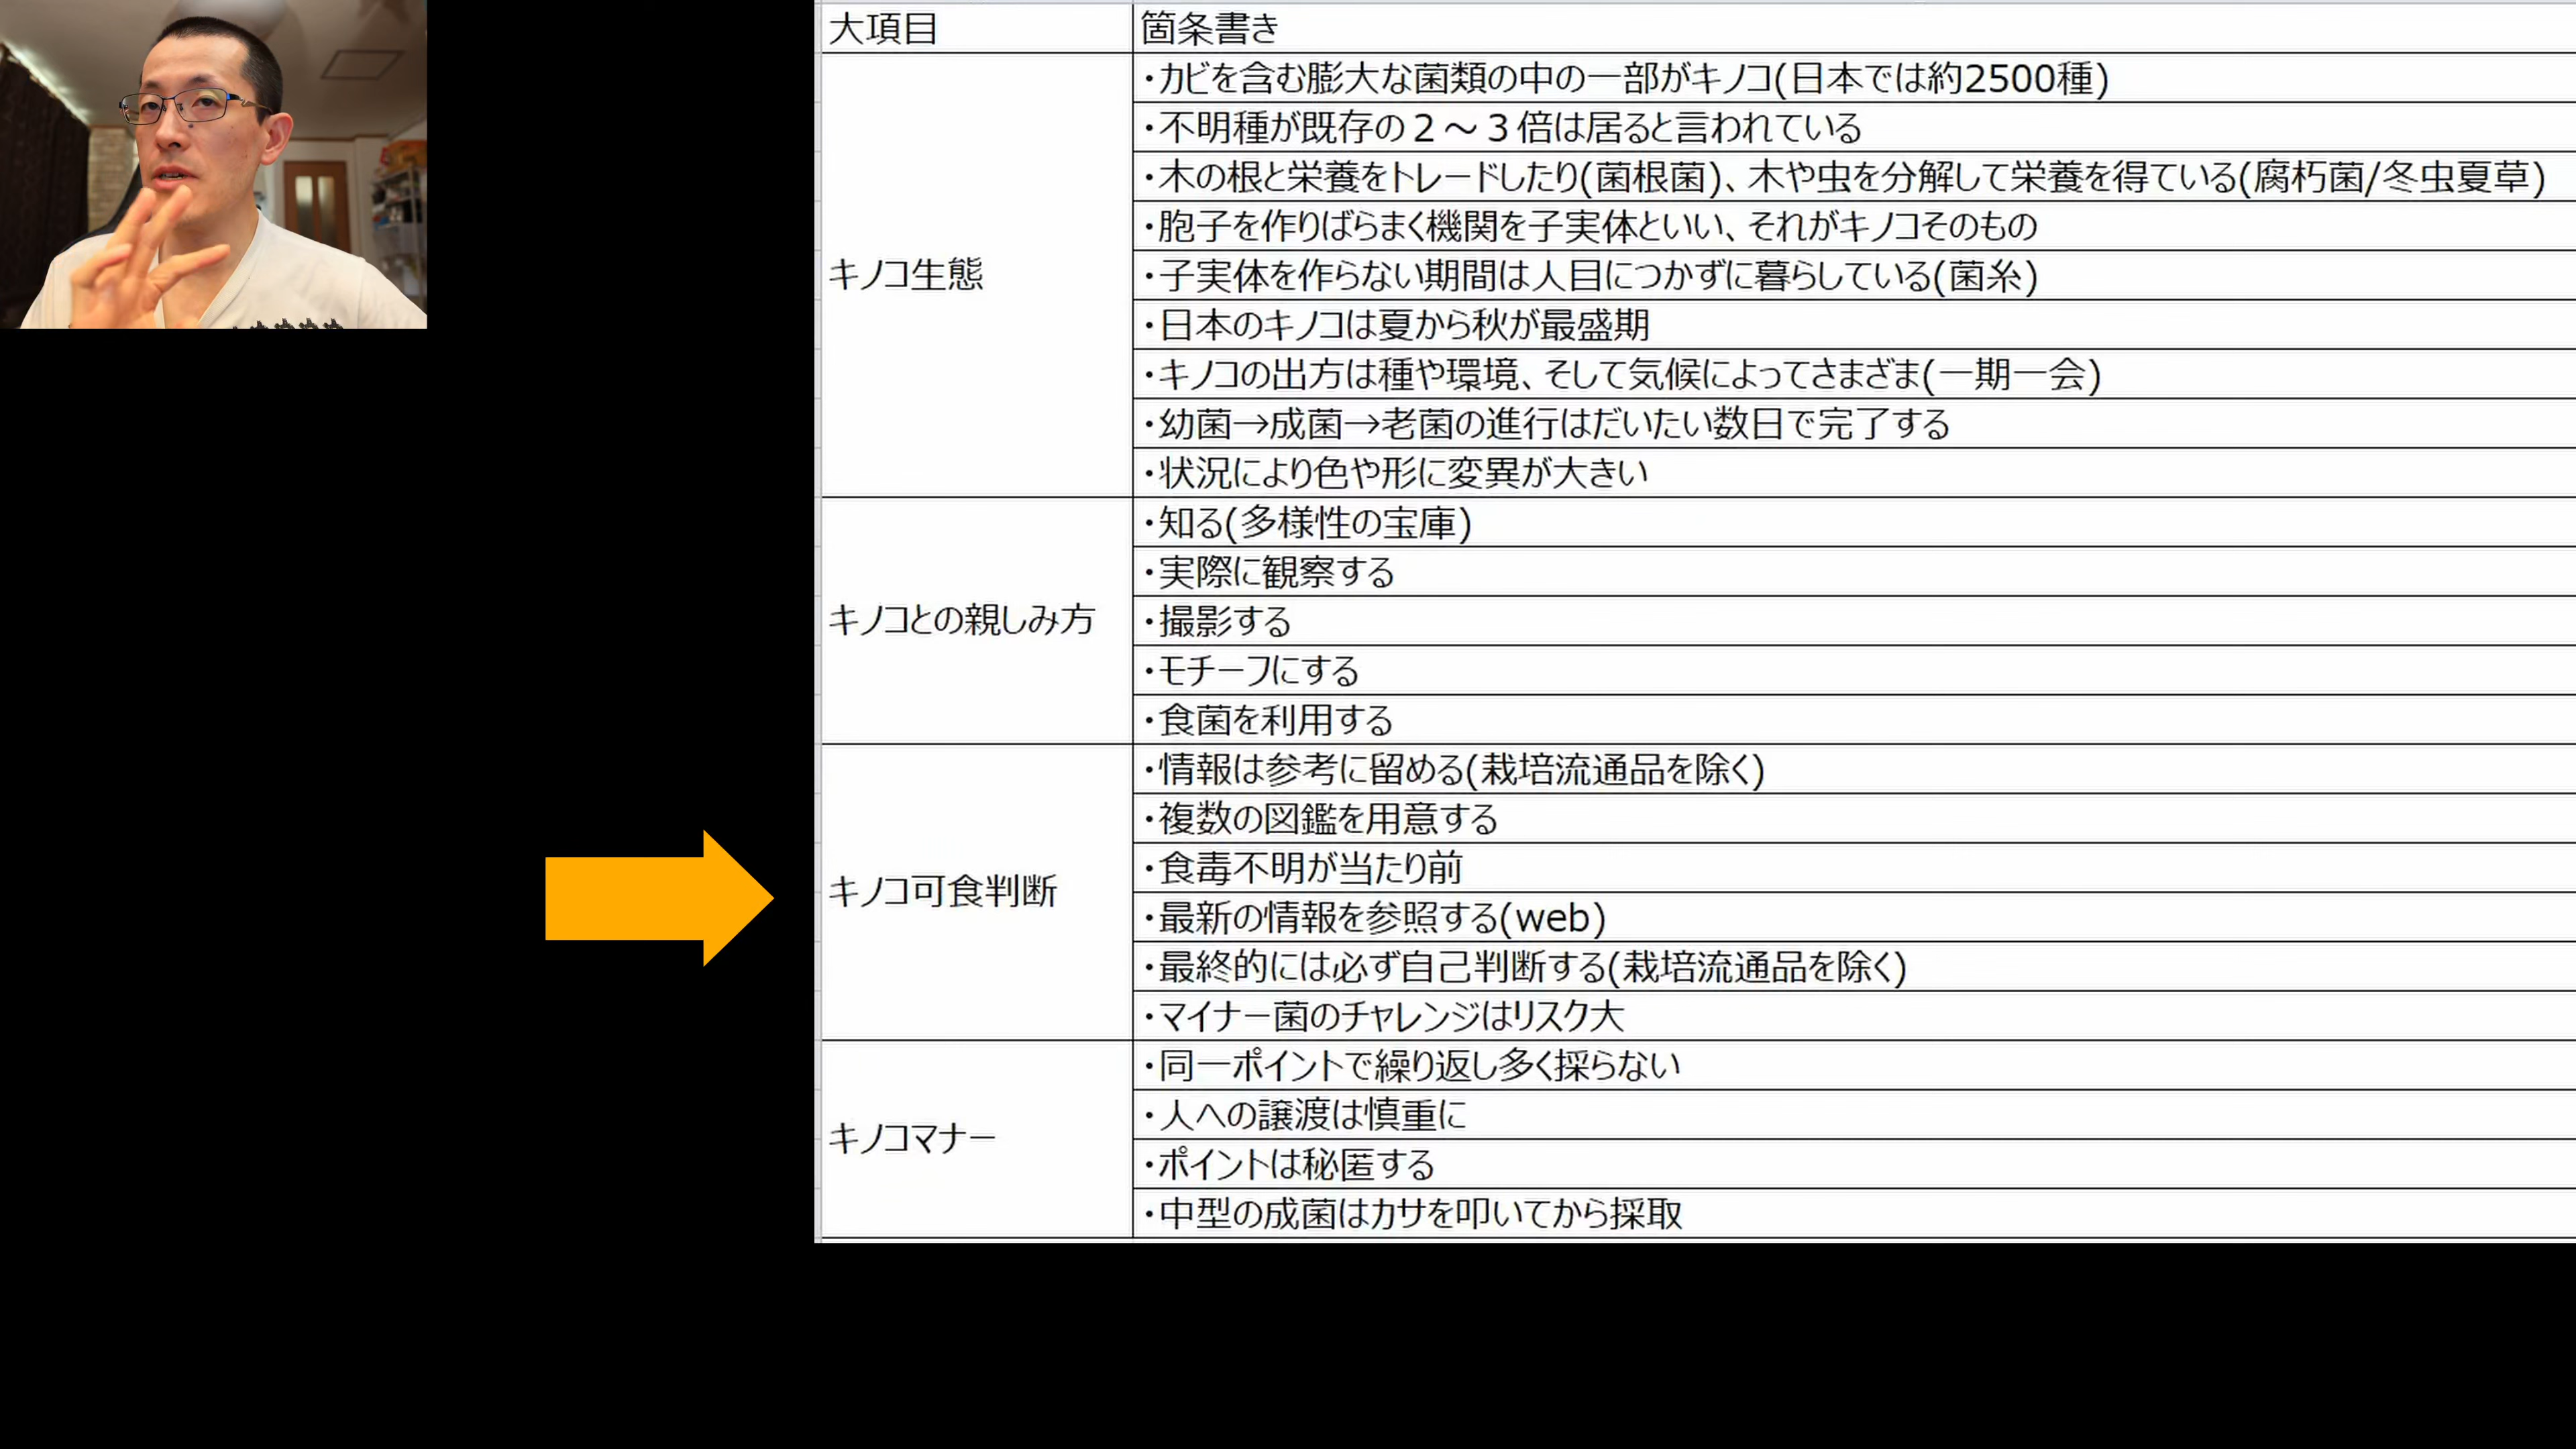 大項目
箇条書き
キノコ生態
・カビを含む膨大な菌類の中の一部がキノコ(日本では約2500種)
・不明種が既存の２～３倍は居ると言われている
・木の根と栄養をトレードしたり(菌根菌)、木や虫を分解して栄養を得ている(腐朽菌/冬虫夏草)
・胞子を作りばらまく機関を子実体といい、それがキノコそのもの
・子実体を作らない期間は人目につかずに暮らしている(菌糸)
・日本のキノコは夏から秋が最盛期
・キノコの出方は種や環境、そして気候によってさまざま(一期一会)
・幼菌→成菌→老菌の進行はだいたい数日で完了する
・状況により色や形に変異が大きい
キノコとの親しみ方
・知る(多様性の宝庫)
・実際に観察する
・撮影する
・モチーフにする
・食菌を利用する
キノコ可食判断
・情報は参考に留める(栽培流通品を除く)
・複数の図鑑を用意する
・食毒不明が当たり前
・最新の情報を参照する(web)
・最終的には必ず自己判断する(栽培流通品を除く)
・マイナー菌のチャレンジはリスク大
キノコマナー
・同一ポイントで繰り返し多く採らない
・人への譲渡は慎重に
・ポイントは秘匿する
・中型の成菌はカサを叩いてから採取